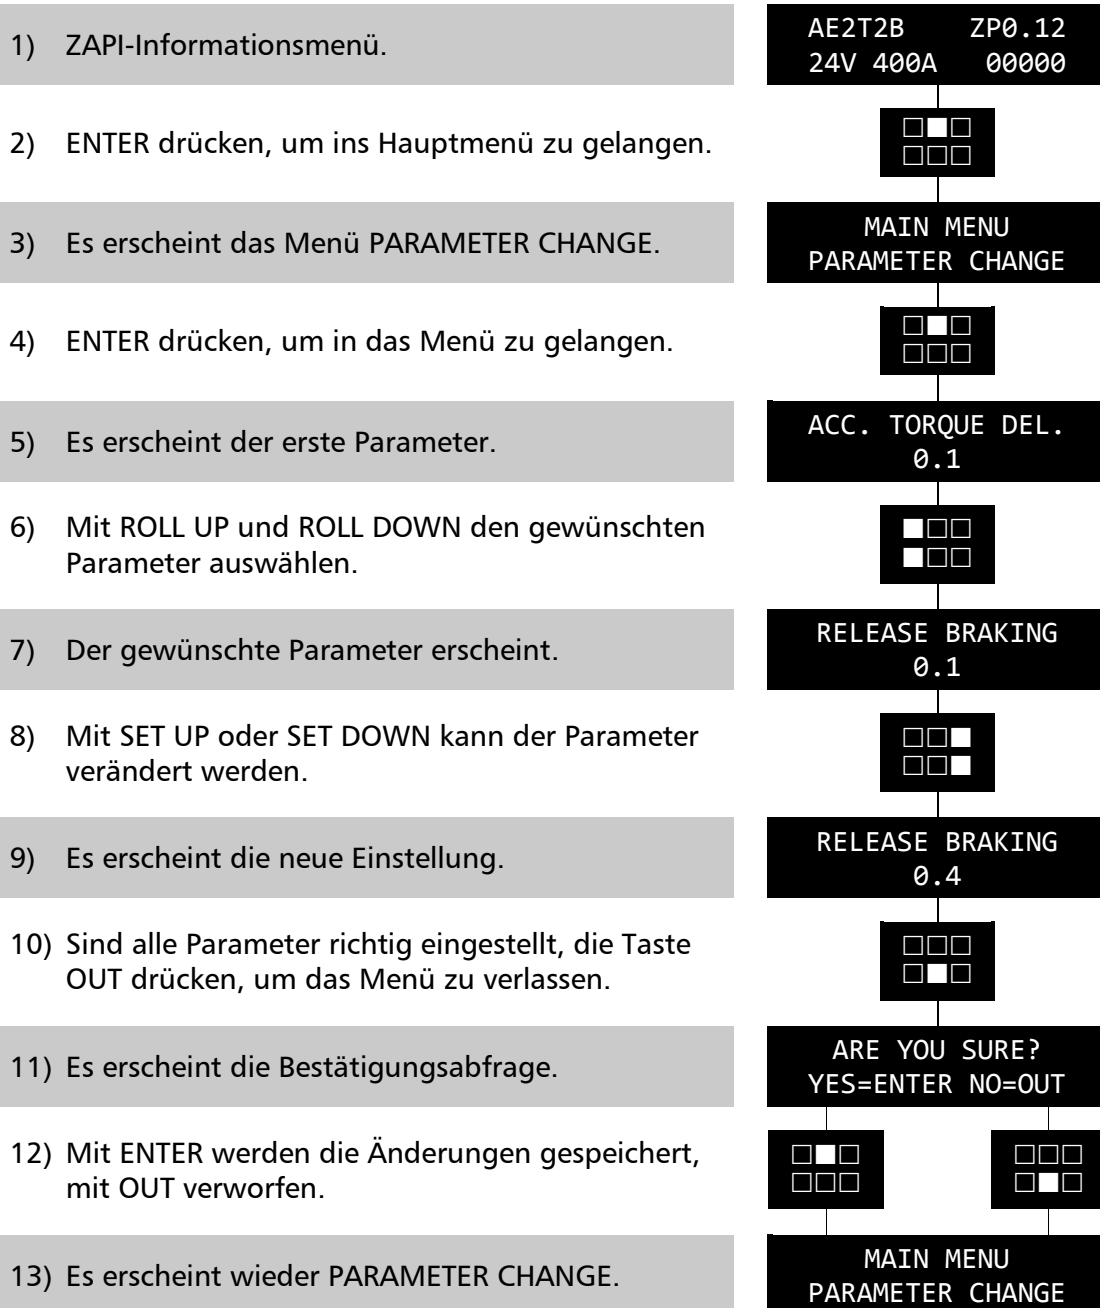 1) ZAPI-Informationsmenü.
AE2T2B ZP0.12
24V 400A 00000
2) ENTER drücken, um ins Hauptmenü zu gelangen.
3) Es erscheint das Menü PARAMETER CHANGE.
MAIN MENU
PARAMETER CHANGE
4) ENTER drücken, um in das Menü zu gelangen.
5) Es erscheint der erste Parameter.
ACC. TORQUE DEL.
0.1
6) Mit ROLL UP und ROLL DOWN den gewünschten
Parameter auswählen.
7) Der gewünschte Parameter erscheint.
RELEASE BRAKING
0.1
8) Mit SET UP oder SET DOWN kann der Parameter
verändert werden.
9) Es erscheint die neue Einstellung.
RELEASE BRAKING
0.4
10) Sind alle Parameter richtig eingestellt, die Taste
OUT drücken, um das Menü zu verlassen.
11) Es erscheint die Bestätigungsabfrage.
ARE YOU SURE?
YES=ENTER NO=OUT
12) Mit ENTER werden die Änderungen gespeichert,
mit OUT verworfen.
13) Es erscheint wieder PARAMETER CHANGE.
MAIN MENU
PARAMETER CHANGE